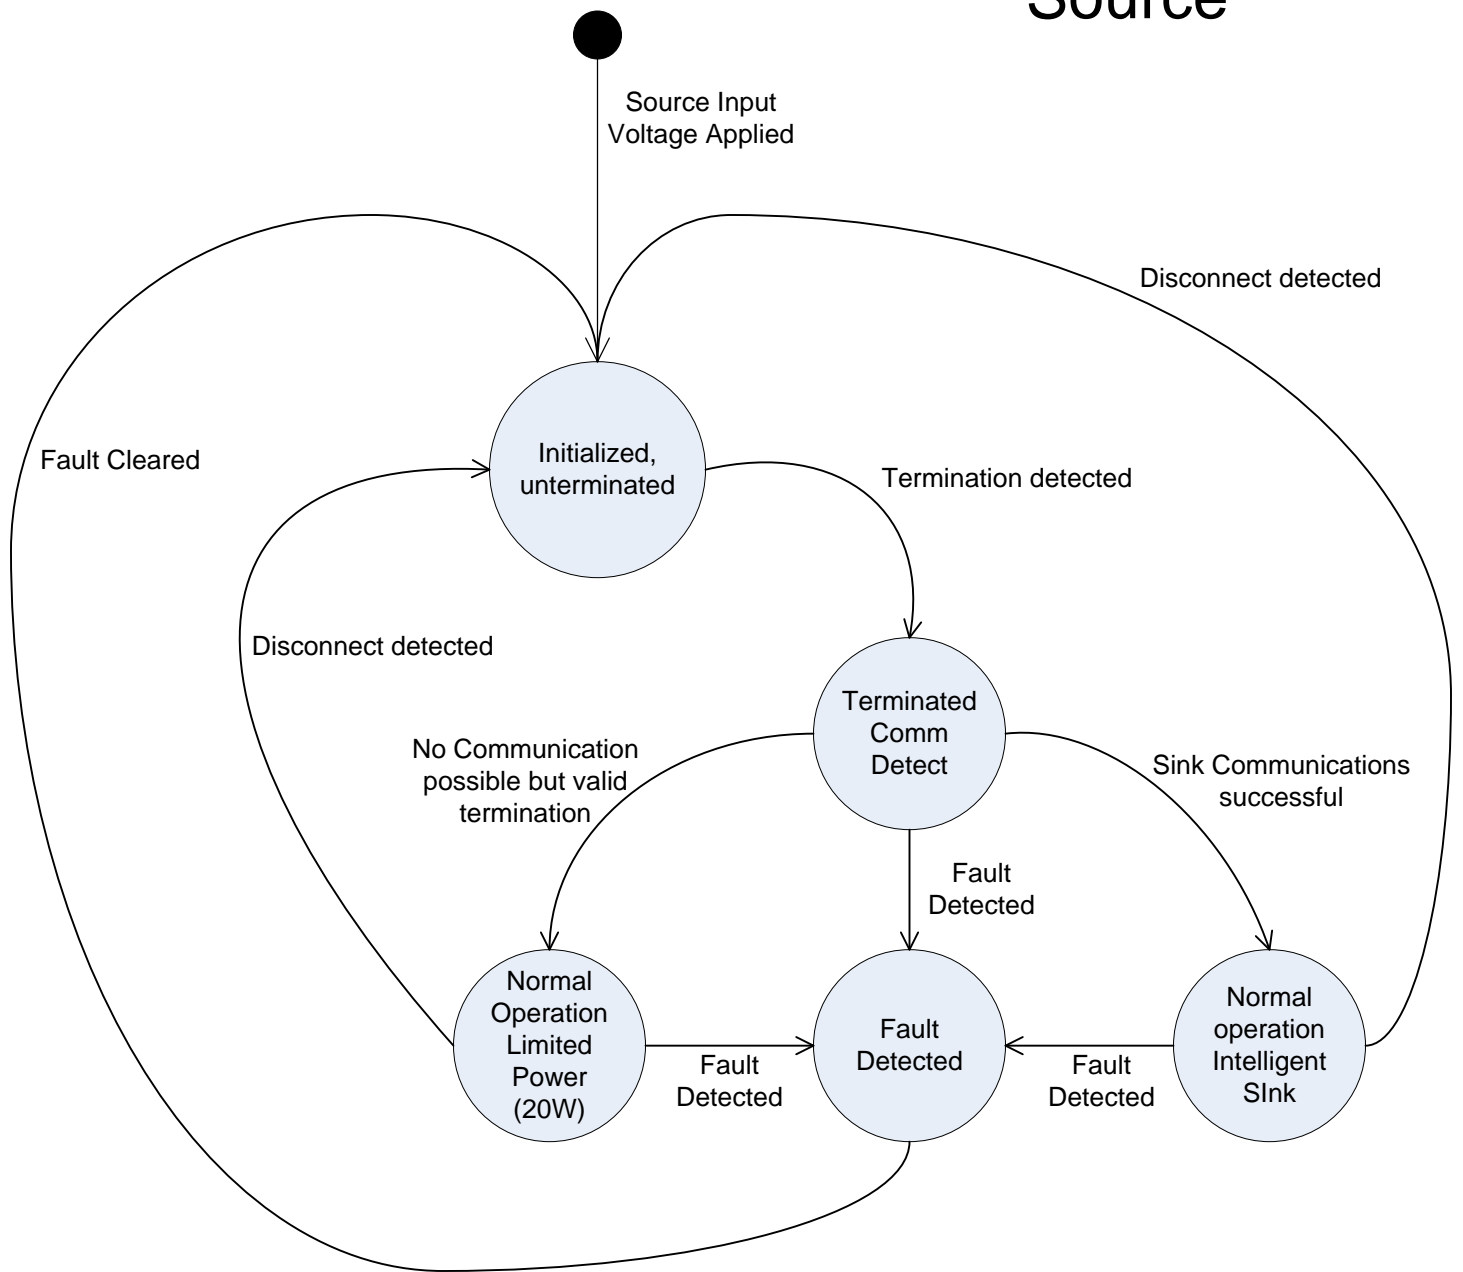 Source
Source Input
Voltage Applied
Disconnect detected
Fault Cleared
Initialized,
unterminated
Termination detected
Disconnect detected
Terminated
Comm
Detect
No Communication
possible but valid
termination
Sink Communications
successful
Fault
Detected
Normal
Operation
Limited
Power
(20W)
Fault
Detected
Fault
Detected
Fault
Detected
Normal
operation
Intelligent
SInk